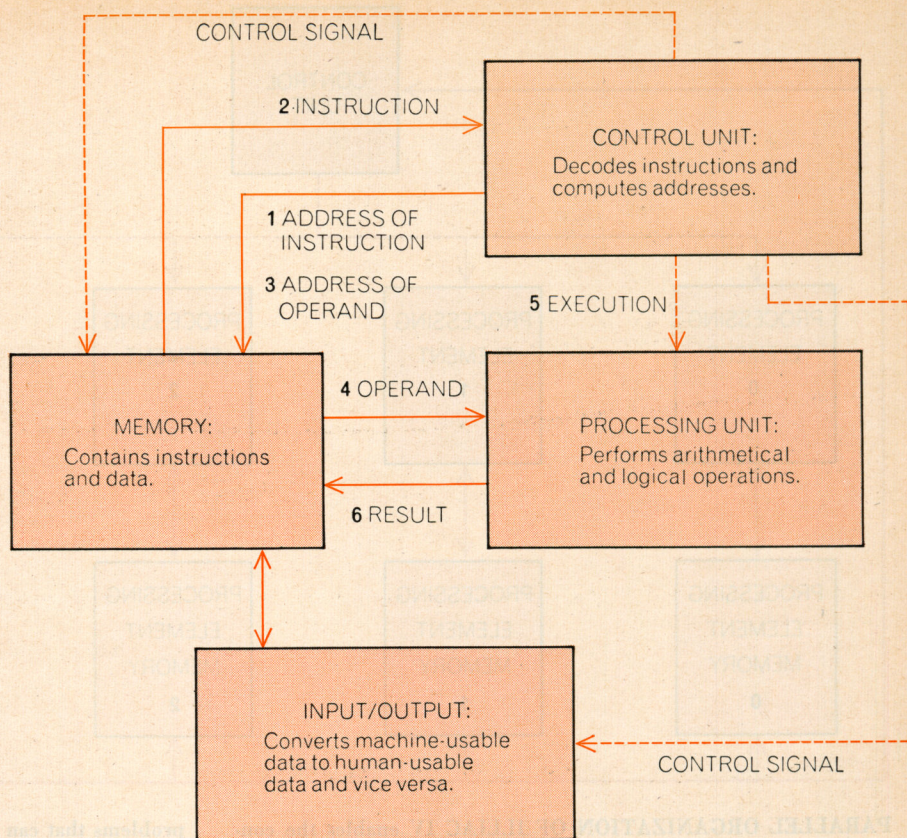 CONTROL SIGNAL
2 INSTRUCTION
CONTROL UNIT:
Decodes instructions and
computes addresses.
1 ADDRESS OF
INSTRUCTION
3 ADDRESS OF
OPERAND
5 EXECUTION
MEMORY:
Contains instructions
and data.
4 OPERAND
6 RESULT
PROCESSING UNIT:
Performs arithmetical
and logical operations.
INPUT/OUTPUT:
Converts machine-usable
data to human-usable
data and vice versa.
CONTROL SIGNAL